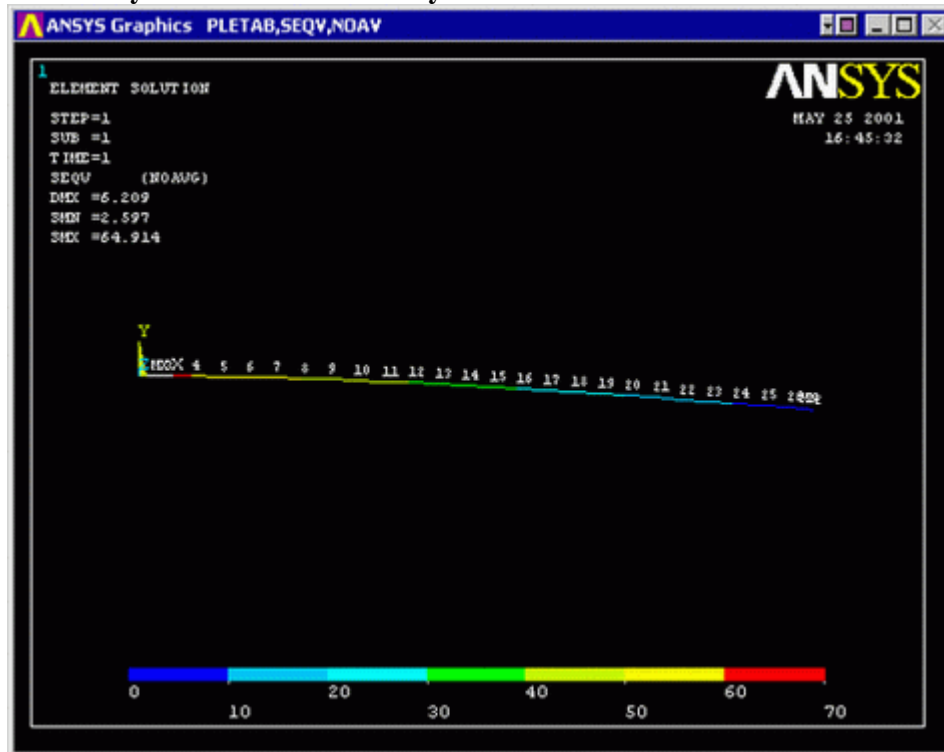 ANSYS Graphics PLETAB,SEQV,NOAV
1
ELEMENT SOLUTION
STEP=1
SUB =1
TIME=1
SEQV (NOAVG)
DMX =6.209
SMN =2.597
SMX =64.914
ANSYS
MAY 25 2001
16:45:32
Y
4 5 6 7 8 9 10 11 12 13 14 15 16 17 18 19 20 21 22 23 24 25
0 20 40 60
10 30 50 70